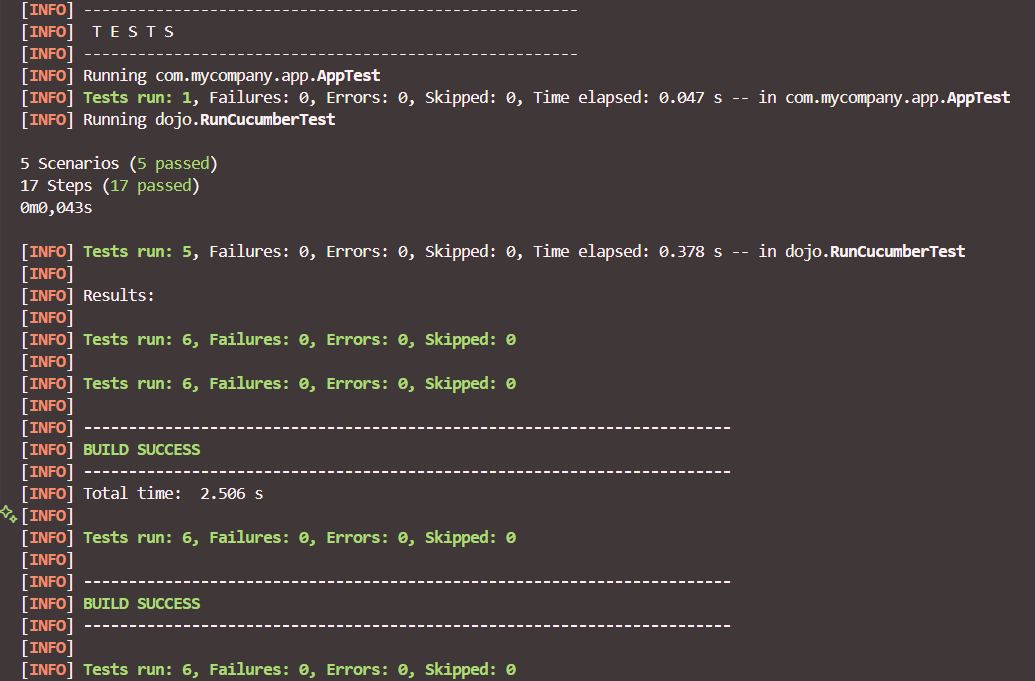 [INFO] -------------------------------------------------------
[INFO]  T E S T S
[INFO] -------------------------------------------------------
[INFO] Running com.mycompany.app.AppTest
[INFO] Tests run: 1, Failures: 0, Errors: 0, Skipped: 0, Time elapsed: 0.047 s -- in com.mycompany.app.AppTest
[INFO] Running dojo.RunCucumberTest
5 Scenarios (5 passed)
17 Steps (17 passed)
0m0,043s
[INFO] Tests run: 5, Failures: 0, Errors: 0, Skipped: 0, Time elapsed: 0.378 s -- in dojo.RunCucumberTest
[INFO]
[INFO] Results:
[INFO]
[INFO] Tests run: 6, Failures: 0, Errors: 0, Skipped: 0
[INFO]
[INFO] Tests run: 6, Failures: 0, Errors: 0, Skipped: 0
[INFO]
[INFO] ------------------------------------------------------------------------
[INFO] BUILD SUCCESS
[INFO] ------------------------------------------------------------------------
[INFO] Total time:  2.506 s
[INFO]
[INFO] Tests run: 6, Failures: 0, Errors: 0, Skipped: 0
[INFO]
[INFO] ------------------------------------------------------------------------
[INFO] BUILD SUCCESS
[INFO] ------------------------------------------------------------------------
[INFO]
[INFO] Tests run: 6, Failures: 0, Errors: 0, Skipped: 0